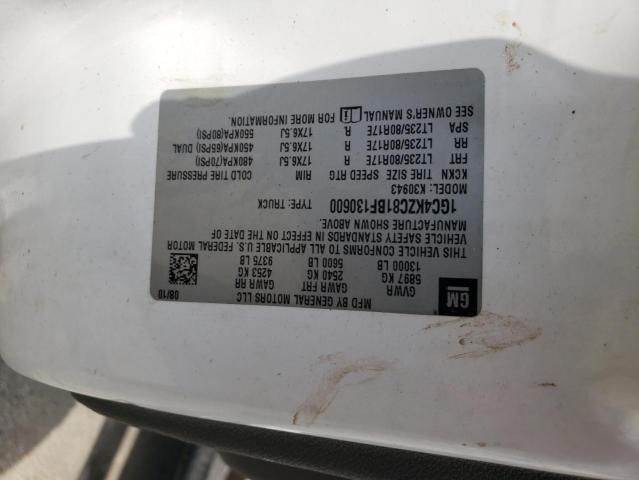 GM
MFD BY GENERAL MOTORS LLC
08/10
GVWR GAWR FRT GAWR RR
5897 KG 2540 KG 4253 KG
13000 LB 5600 LB 9375 LB
THIS VEHICLE CONFORMS TO ALL APPLICABLE U.S. FEDERAL MOTOR
VEHICLE SAFETY STANDARDS IN EFFECT ON THE DATE OF
MANUFACTURE SHOWN ABOVE.
1GC4KZC81BF130600 TYPE: TRUCK
MODEL: K30943
KCKN TIRE SIZE SPEED RTG RIM COLD TIRE PRESSURE
FRT LT235/80R17E R 17X6.5J 480KPA(70PSI)
RR LT235/80R17E R 17X6.5J 450KPA(65PSI) DUAL
SPA LT235/80R17E R 17X6.5J 550KPA(80PSI)
SEE OWNER'S MANUAL FOR MORE INFORMATION.